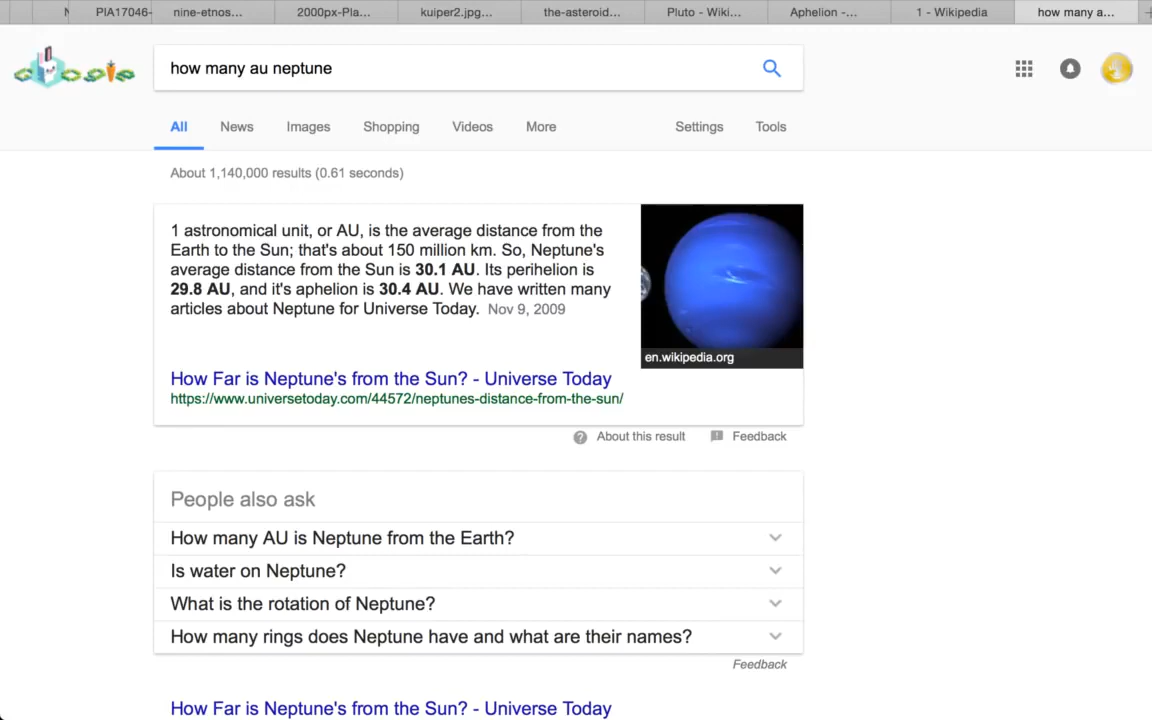 N PIA17046- nine-etnos... 2000px-Pla... kuiper2.jpg... the-asteroid... Pluto - Wiki... Aphelion -... 1 - Wikipedia how many a...
how many au neptune
All News Images Shopping Videos More Settings Tools
About 1,140,000 results (0.61 seconds)
1 astronomical unit, or AU, is the average distance from the
Earth to the Sun; that's about 150 million km. So, Neptune's
average distance from the Sun is 30.1 AU. Its perihelion is
29.8 AU, and it's aphelion is 30.4 AU. We have written many
articles about Neptune for Universe Today. Nov 9, 2009
en.wikipedia.org
How Far is Neptune's from the Sun? - Universe Today
https://www.universetoday.com/44572/neptunes-distance-from-the-sun/
About this result Feedback
People also ask
How many AU is Neptune from the Earth?
Is water on Neptune?
What is the rotation of Neptune?
How many rings does Neptune have and what are their names?
Feedback
How Far is Neptune's from the Sun? - Universe Today